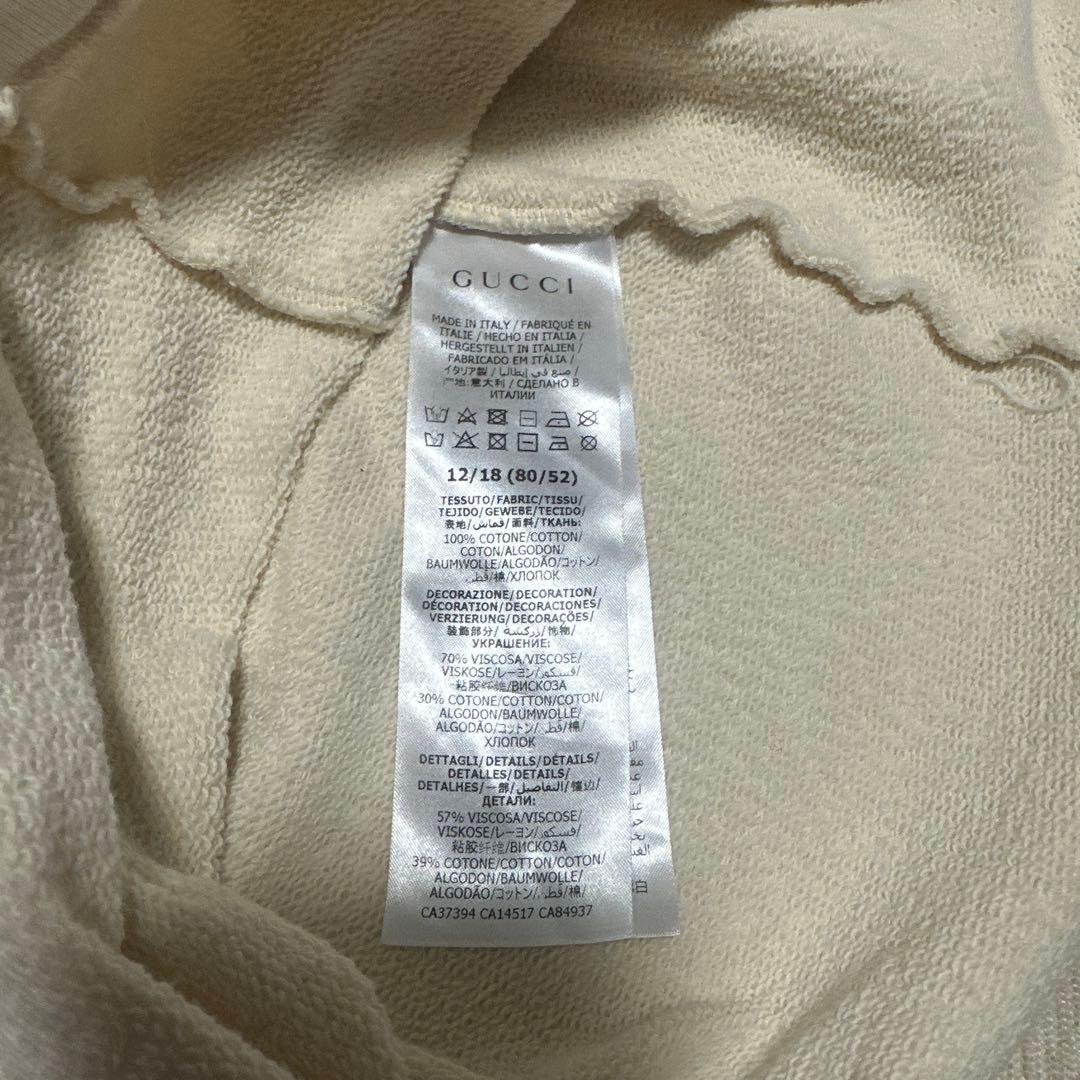 GUCCI
MADE IN ITALY / FABRIQUÉ EN
ITALIE / HECHO EN ITALIA /
HERGESTELLT IN ITALIEN /
FABRICADO EM ITÁLIA /
イタリア製 / صنع في إيطاليا /
产地: 意大利 / СДЕЛАНО В
ИТАЛИИ
12/18 (80/52)
TESSUTO/FABRIC/TISSU/
TEJIDO/GEWEBE/TECIDO/
表地/قماش/面料/ТКАНЬ:
100% COTONE/COTTON/
COTON/ALGODON/
BAUMWOLLE/ALGODÃO/コットン/
قطن/棉/ХЛОПОК
DECORAZIONE/DECORATION/
DÉCORATION/DECORACIONES/
VERZIERUNG/DECORAÇÕES/
装飾部分/زركشة/饰物/
УКРАШЕНИЕ:
70% VISCOSA/VISCOSE/
VISKOSE/レーヨン/فسكوز/
粘胶纤维/ВИСКОЗА
30% COTONE/COTTON/COTON/
ALGODON/BAUMWOLLE/
ALGODÃO/コットン/قطن/棉/
ХЛОПОК
DETTAGLI/DETAILS/DÉTAILS/
DETALLES/DETAILS/
DETALHES/一部/التفاصيل/镶边/
ДЕТАЛИ:
57% VISCOSA/VISCOSE/
VISKOSE/レーヨン/فسكوز/
粘胶纤维/ВИСКОЗА
39% COTONE/COTTON/COTON/
ALGODON/BAUMWOLLE/
ALGODÃO/コットン/قطن/棉/
CA37394 CA14517 CA84937
白